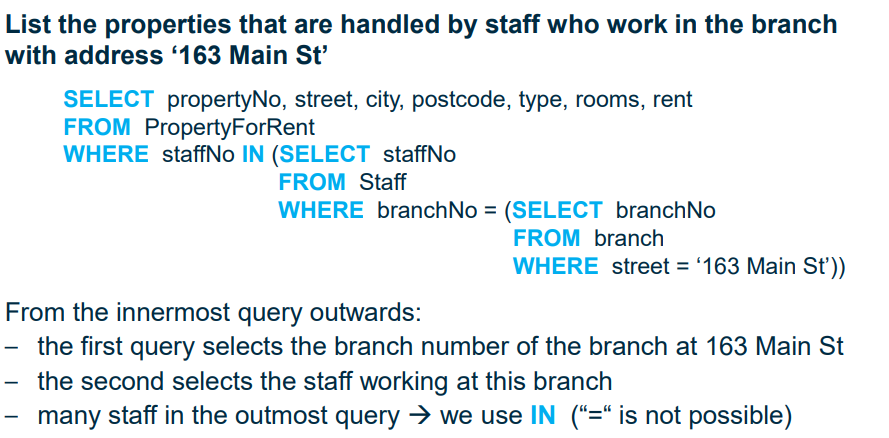 List the properties that are handled by staff who work in the branch
with address ‘163 Main St’
SELECT propertyNo, street, city, postcode, type, rooms, rent
FROM PropertyForRent
WHERE staffNo IN (SELECT staffNo
FROM Staff
WHERE branchNo = (SELECT branchNo
FROM branch
WHERE street = ‘163 Main St’))
From the innermost query outwards:
– the first query selects the branch number of the branch at 163 Main St
– the second selects the staff working at this branch
– many staff in the outmost query → we use IN (“=“ is not possible)